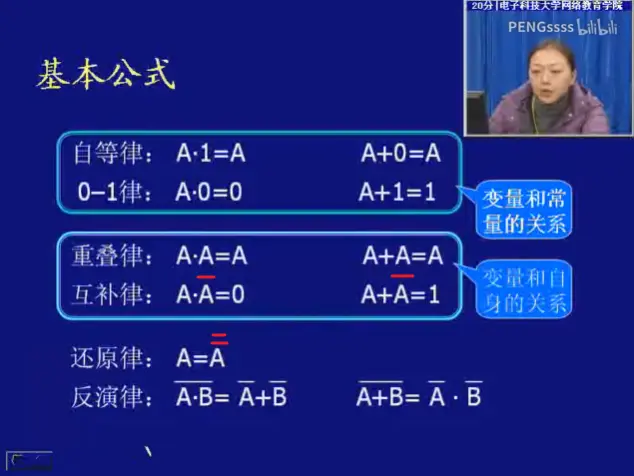 20分|电子科技大学网络教育学院
PENGssss bilibili
基本公式
自等律： A·1=A A+0=A
0-1律： A·0=0 A+1=1
变量和常量的关系
重叠律： A·A=A A+A=A
互补律： A·A̅=0 A+A̅=1
变量和自身的关系
还原律： A=A̿
反演律： A̅·̅B̅= A̅+B̅ A̅+̅B̅= A̅ · B̅